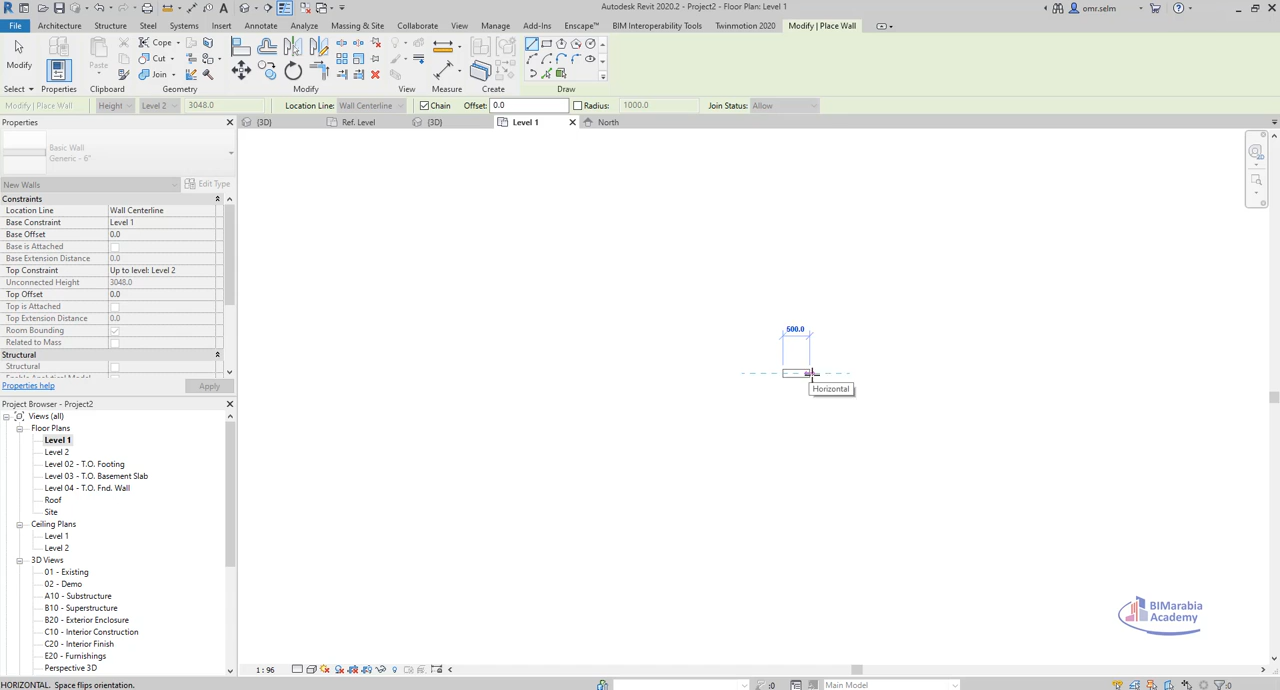 Autodesk Revit 2020.2 - Project2 - Floor Plan: Level 1
omr.selm
File Architecture Structure Steel Systems Insert Annotate Analyze Massing & Site Collaborate View Manage Add-Ins Enscape™ BIM Interoperability Tools Twinmotion 2020 Modify | Place Wall
Modify Paste Cope Cut Join
Select Properties Clipboard Geometry Modify View Measure Create Draw
Modify | Place Wall Height Level 2 3048.0 Location Line: Wall Centerline Chain Offset: 0.0 Radius: 1000.0 Join Status: Allow
Properties
{3D} Ref. Level {3D} Level 1 North
Basic Wall
Generic - 6"
New Walls Edit Type
Constraints
Location Line Wall Centerline
Base Constraint Level 1
Base Offset 0.0
Base is Attached
Base Extension Distance 0.0
Top Constraint Up to level: Level 2
Unconnected Height 3048.0
Top Offset 0.0
Top is Attached
Top Extension Distance 0.0
Room Bounding
Related to Mass
Structural
Structural
Properties help Apply
500.0
Horizontal
Project Browser - Project2
Views (all)
Floor Plans
Level 1
Level 2
Level 02 - T.O. Footing
Level 03 - T.O. Basement Slab
Level 04 - T.O. Fnd. Wall
Roof
Site
Ceiling Plans
Level 1
Level 2
3D Views
01 - Existing
02 - Demo
A10 - Substructure
B10 - Superstructure
B20 - Exterior Enclosure
C10 - Interior Construction
C20 - Interior Finish
E20 - Furnishings
Perspective 3D
BIMarabia
Academy
1 : 96
HORIZONTAL. Space flips orientation. :0 Main Model :0